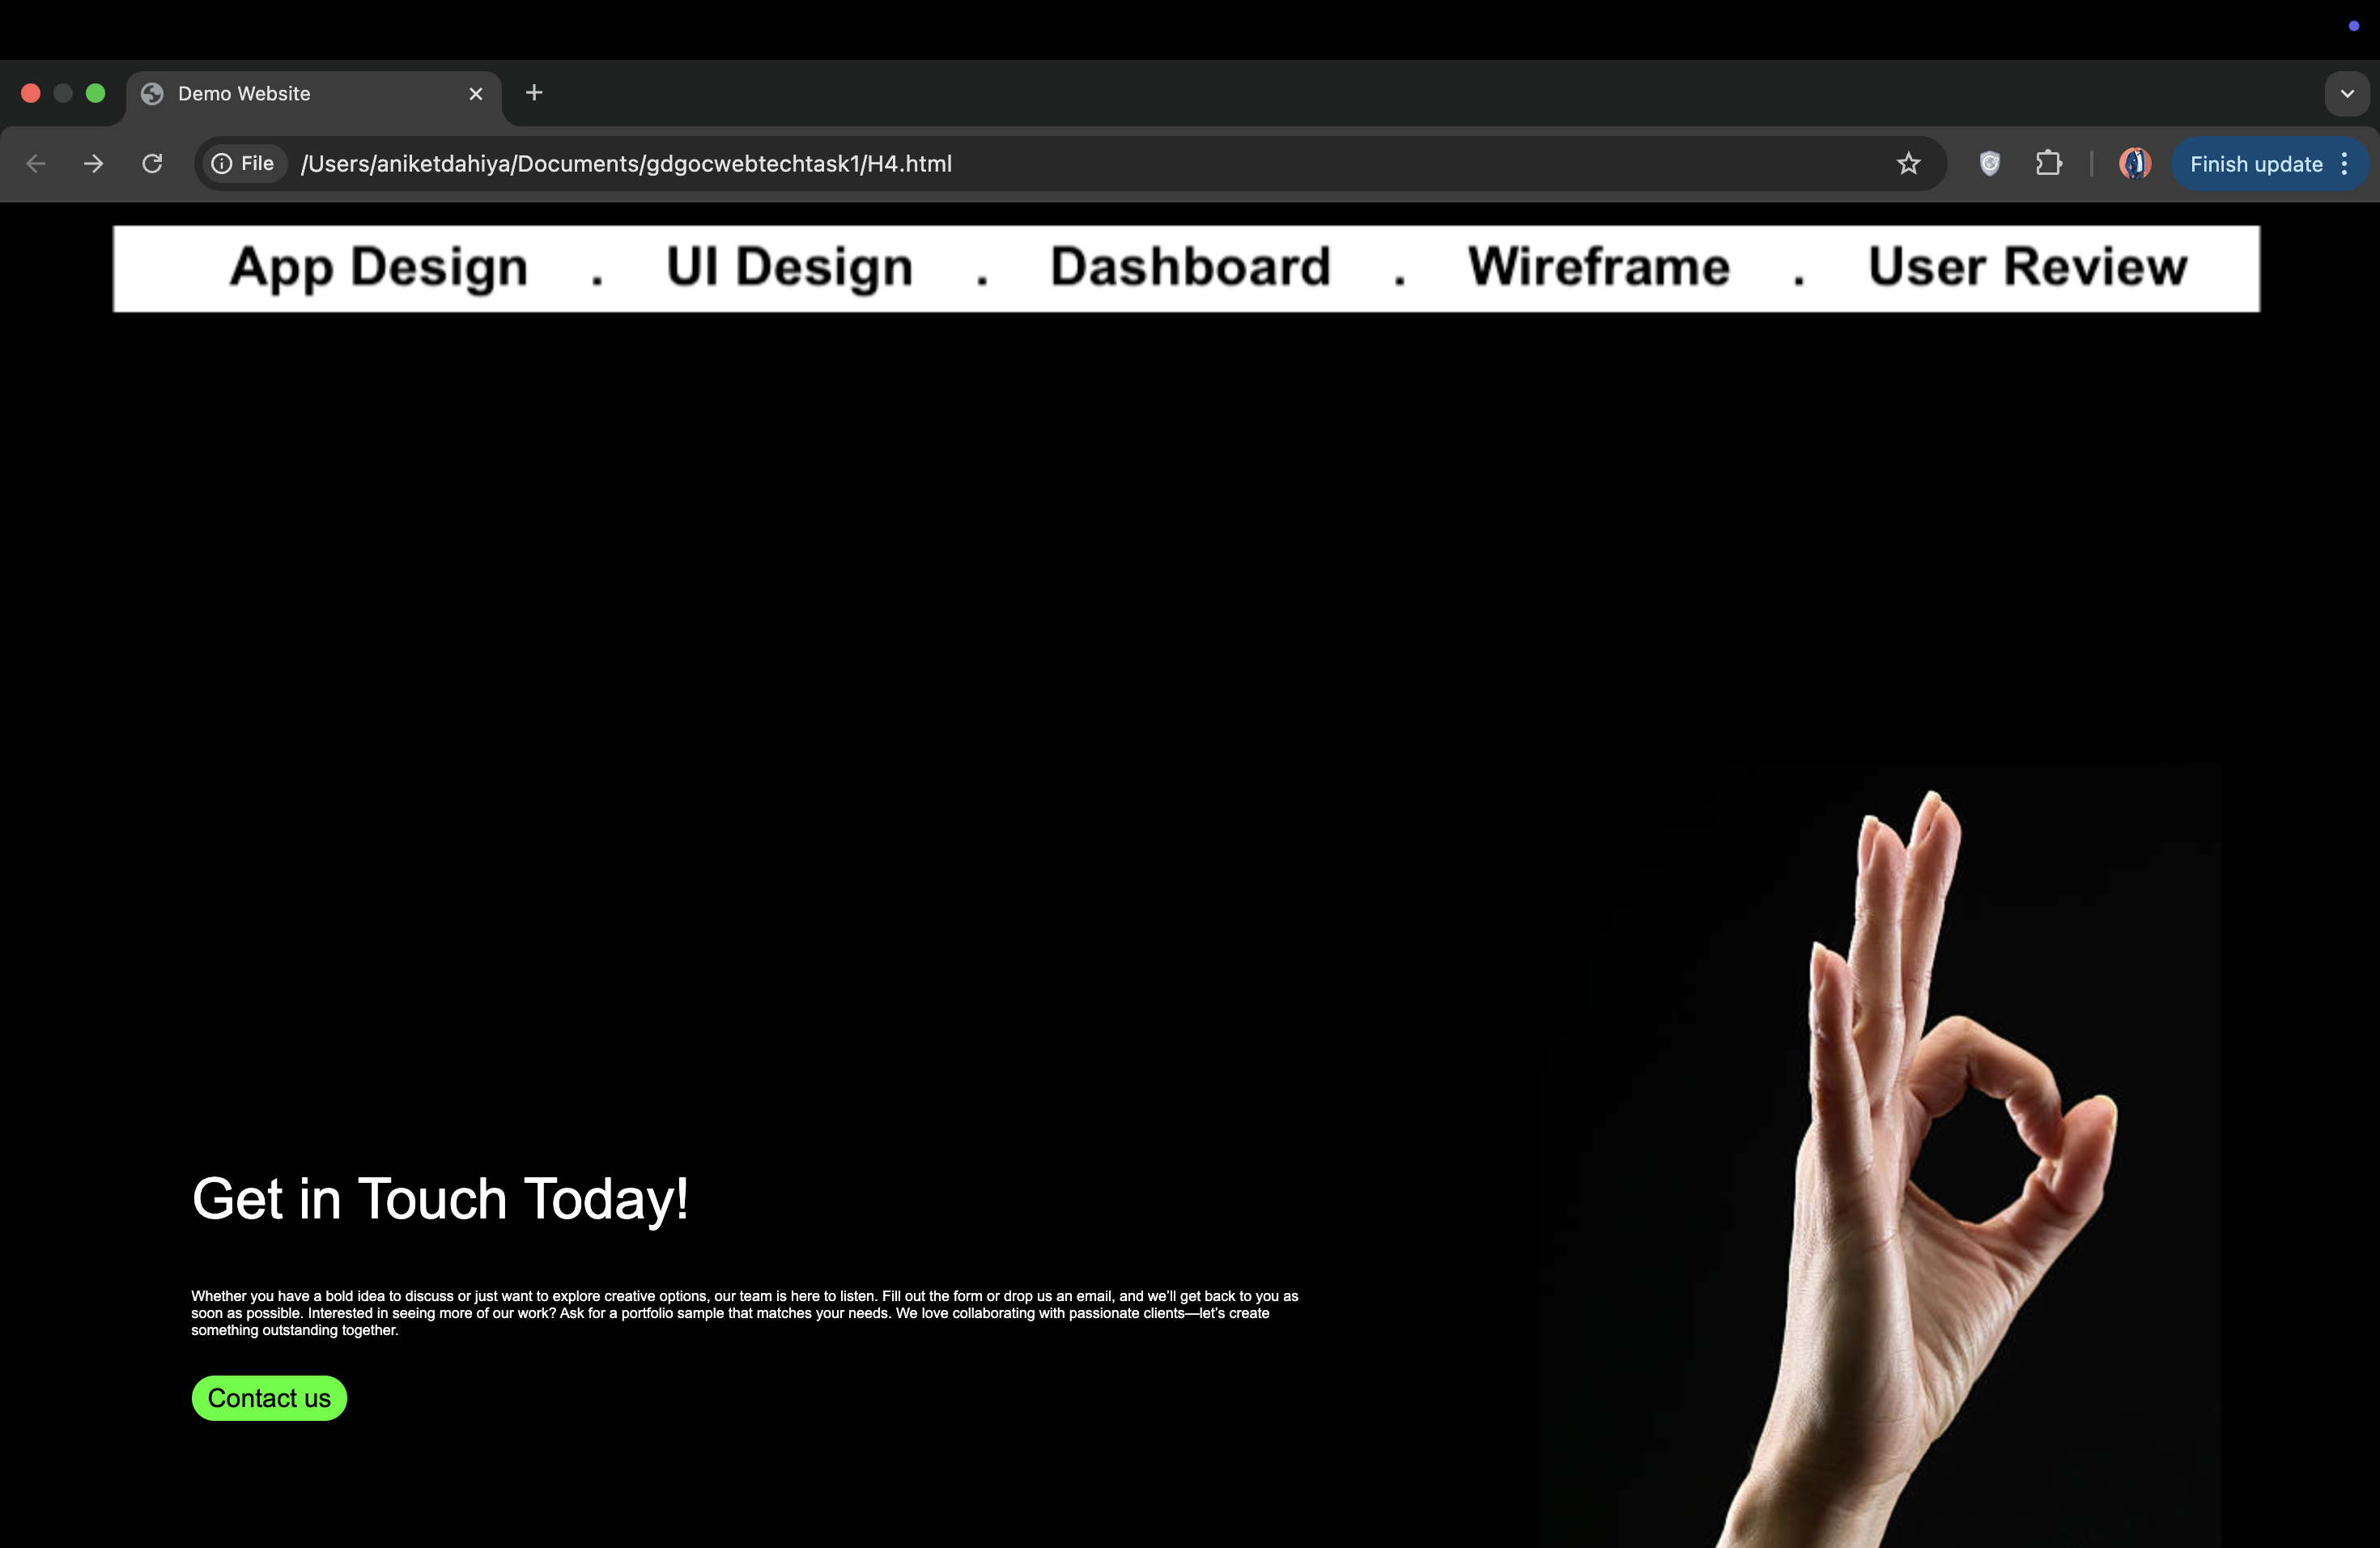 Demo Website
File /Users/aniketdahiya/Documents/gdgocwebtechtask1/H4.html
Finish update
App Design . UI Design . Dashboard . Wireframe . User Review
Get in Touch Today!
Whether you have a bold idea to discuss or just want to explore creative options, our team is here to listen. Fill out the form or drop us an email, and we’ll get back to you as
soon as possible. Interested in seeing more of our work? Ask for a portfolio sample that matches your needs. We love collaborating with passionate clients—let’s create
something outstanding together.
Contact us